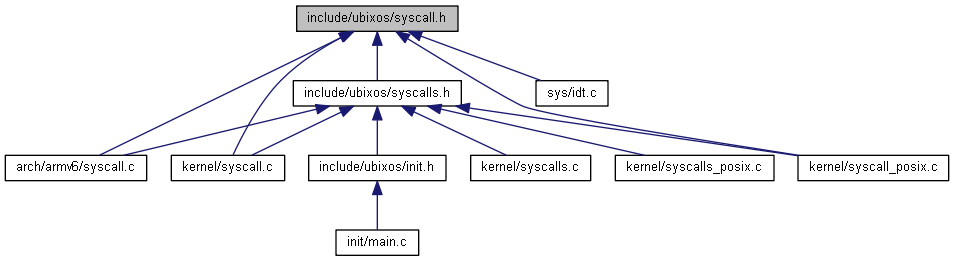 include/ubixos/syscall.h
include/ubixos/syscalls.h
sys/idt.c
arch/armv6/syscall.c
kernel/syscall.c
include/ubixos/init.h
kernel/syscalls.c
kernel/syscalls_posix.c
kernel/syscall_posix.c
init/main.c